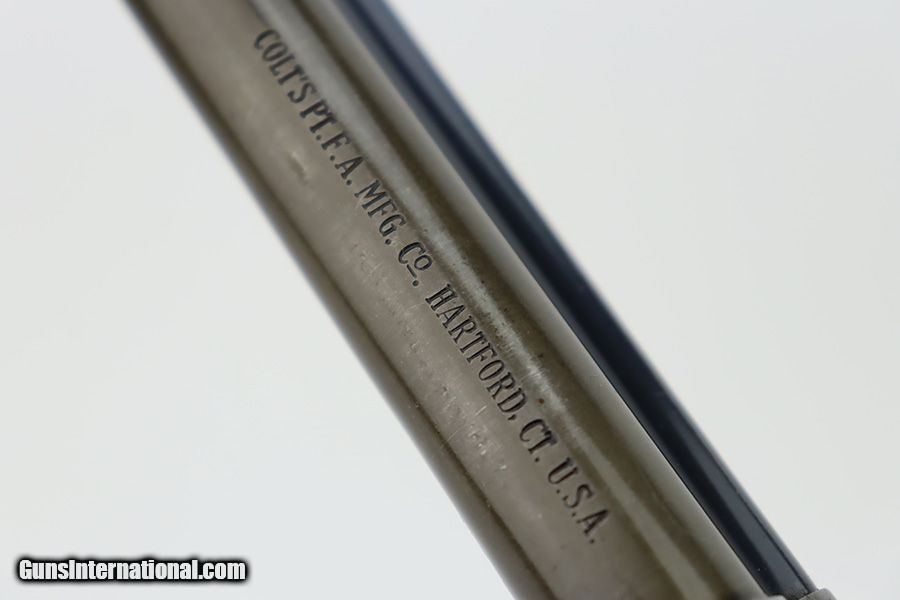 COLT'S PT. F. A. MFG. Co. HARTFORD, CT. U.S.A.
GunsInternational.com